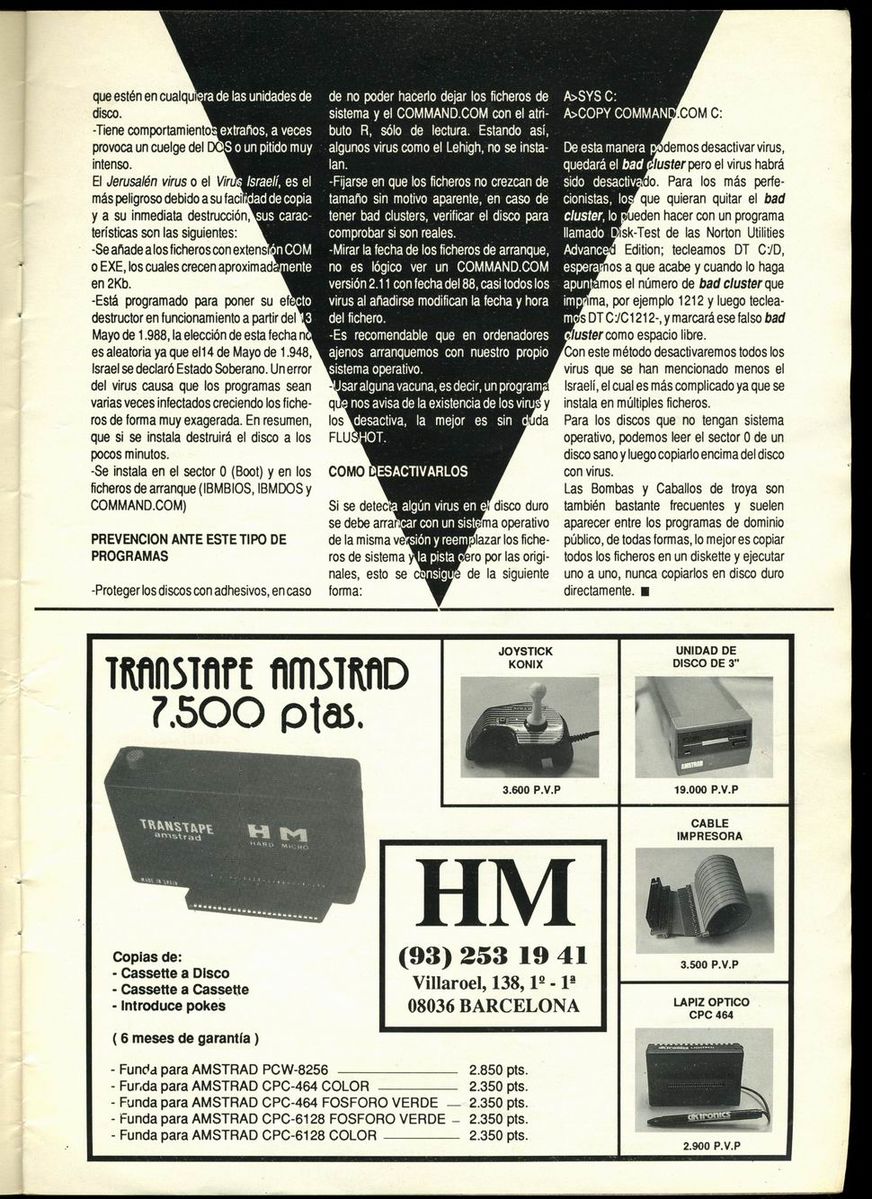 que estén en cualquiera de las unidades de
disco.
-Tiene comportamientos extraños, a veces
provoca un cuelge del DOS o un pitido muy
intenso.
El Jerusalén virus o el Virus Israelí, es el
más peligroso debido a su facilidad de copia
y a su inmediata destrucción, sus carac-
terísticas son las siguientes:
-Se añade a los ficheros con extensión COM
o EXE, los cuales crecen aproximadamente
en 2Kb.
-Está programado para poner su efecto
destructor en funcionamiento a partir del 13
Mayo de 1.988, la elección de esta fecha no
es aleatoria ya que el14 de Mayo de 1.948,
Israel se declaró Estado Soberano. Un error
del virus causa que los programas sean
varias veces infectados creciendo los fiche-
ros de forma muy exagerada. En resumen,
que si se instala destruirá el disco a los
pocos minutos.
-Se instala en el sector 0 (Boot) y en los
ficheros de arranque (IBMBIOS, IBMDOS y
COMMAND.COM)
PREVENCION ANTE ESTE TIPO DE
PROGRAMAS
-Proteger los discos con adhesivos, en caso
de no poder hacerlo dejar los ficheros de
sistema y el COMMAND.COM con el atri-
buto R, sólo de lectura. Estando así,
algunos virus como el Lehigh, no se insta-
lan.
-Fijarse en que los ficheros no crezcan de
tamaño sin motivo aparente, en caso de
tener bad clusters, verificar el disco para
comprobar si son reales.
-Mirar la fecha de los ficheros de arranque,
no es lógico ver un COMMAND.COM
versión 2.11 con fecha del 88, casi todos los
virus al añadirse modifican la fecha y hora
del fichero.
-Es recomendable que en ordenadores
ajenos arranquemos con nuestro propio
sistema operativo.
-Usar alguna vacuna, es decir, un programa
que nos avisa de la existencia de los virus y
los desactiva, la mejor es sin duda
FLUSHOT.
COMO DESACTIVARLOS
Si se detecta algún virus en el disco duro
se debe arrancar con un sistema operativo
de la misma versión y reemplazar los fiche-
ros de sistema y la pista cero por las origi-
nales, esto se consigue de la siguiente
forma:
A>SYS C:
A>COPY COMMAND.COM C:
De esta manera podemos desactivar virus,
quedará el bad cluster pero el virus habrá
sido desactivado. Para los más perfe-
cionistas, los que quieran quitar el bad
cluster, lo pueden hacer con un programa
llamado Disk-Test de las Norton Utilities
Advanced Edition; tecleamos DT C:/D,
esperamos a que acabe y cuando lo haga
apuntamos el número de bad cluster que
imprima, por ejemplo 1212 y luego teclea-
mos DT C:/C1212-, y marcará ese falso bad
cluster como espacio libre.
Con este método desactivaremos todos los
virus que se han mencionado menos el
Israelí, el cual es más complicado ya que se
instala en múltiples ficheros.
Para los discos que no tengan sistema
operativo, podemos leer el sector 0 de un
disco sano y luego copiarlo encima del disco
con virus.
Las Bombas y Caballos de troya son
también bastante frecuentes y suelen
aparecer entre los programas de dominio
público, de todas formas, lo mejor es copiar
todos los ficheros en un diskette y ejecutar
uno a uno, nunca copiarlos en disco duro
directamente. ■
TRANSTAPE AMSTRAD
7.500 ptas.
TRANSTAPE
amstrad
HM
HARD MICRO
MADE IN SPAIN
Copias de:
- Cassette a Disco
- Cassette a Cassette
- Introduce pokes
( 6 meses de garantía )
- Funda para AMSTRAD PCW-8256 2.850 pts.
- Funda para AMSTRAD CPC-464 COLOR 2.350 pts.
- Funda para AMSTRAD CPC-464 FOSFORO VERDE 2.350 pts.
- Funda para AMSTRAD CPC-6128 FOSFORO VERDE 2.350 pts.
- Funda para AMSTRAD CPC-6128 COLOR 2.350 pts.
HM
(93) 253 19 41
Villaroel, 138, 1º - 1ª
08036 BARCELONA
JOYSTICK
KONIX
3.600 P.V.P
UNIDAD DE
DISCO DE 3"
AMSTRAD
19.000 P.V.P
CABLE
IMPRESORA
3.500 P.V.P
LAPIZ OPTICO
CPC 464
dktronics
2.900 P.V.P